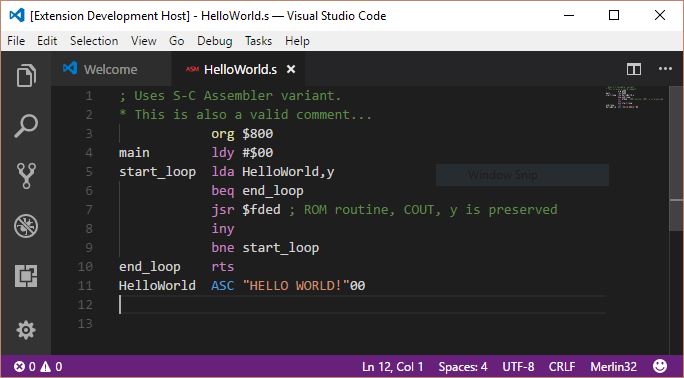 [Extension Development Host] - HelloWorld.s — Visual Studio Code
File Edit Selection View Go Debug Tasks Help
Welcome ASM HelloWorld.s
1 ; Uses S-C Assembler variant.
2 * This is also a valid comment...
3 org $800
4 main ldy #$00
5 start_loop lda HelloWorld,y
Window Snip
6 beq end_loop
7 jsr $fded ; ROM routine, COUT, y is preserved
8 iny
9 bne start_loop
10 end_loop rts
11 HelloWorld ASC "HELLO WORLD!"00
12
13
0 0 Ln 12, Col 1 Spaces: 4 UTF-8 CRLF Merlin32